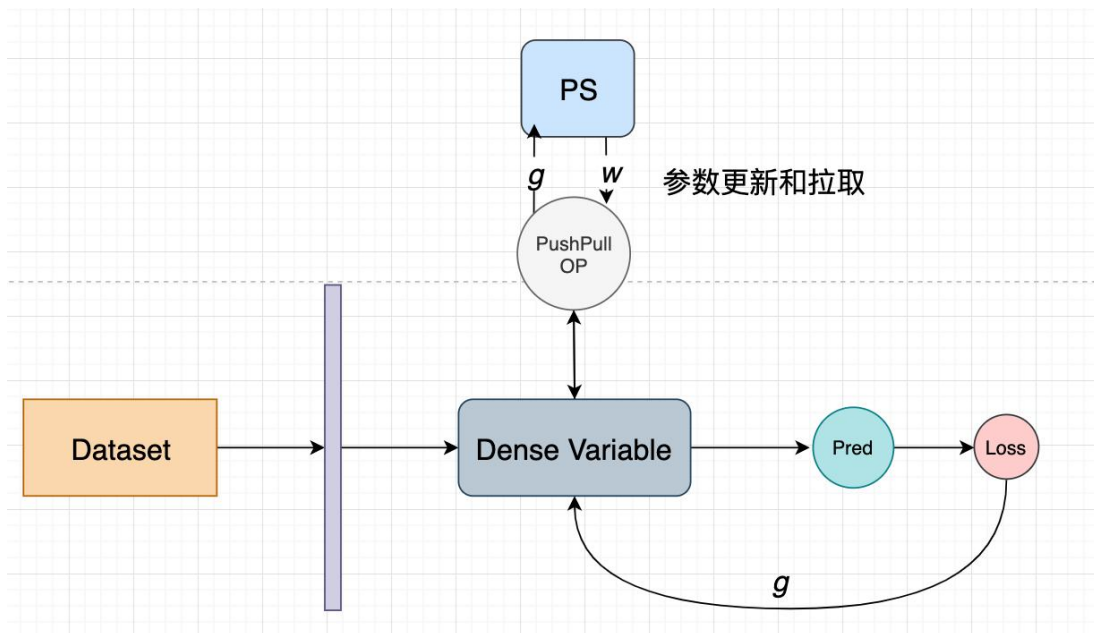 PS
g
w
参数更新和拉取
PushPull
OP
Dataset
Dense Variable
Pred
Loss
g